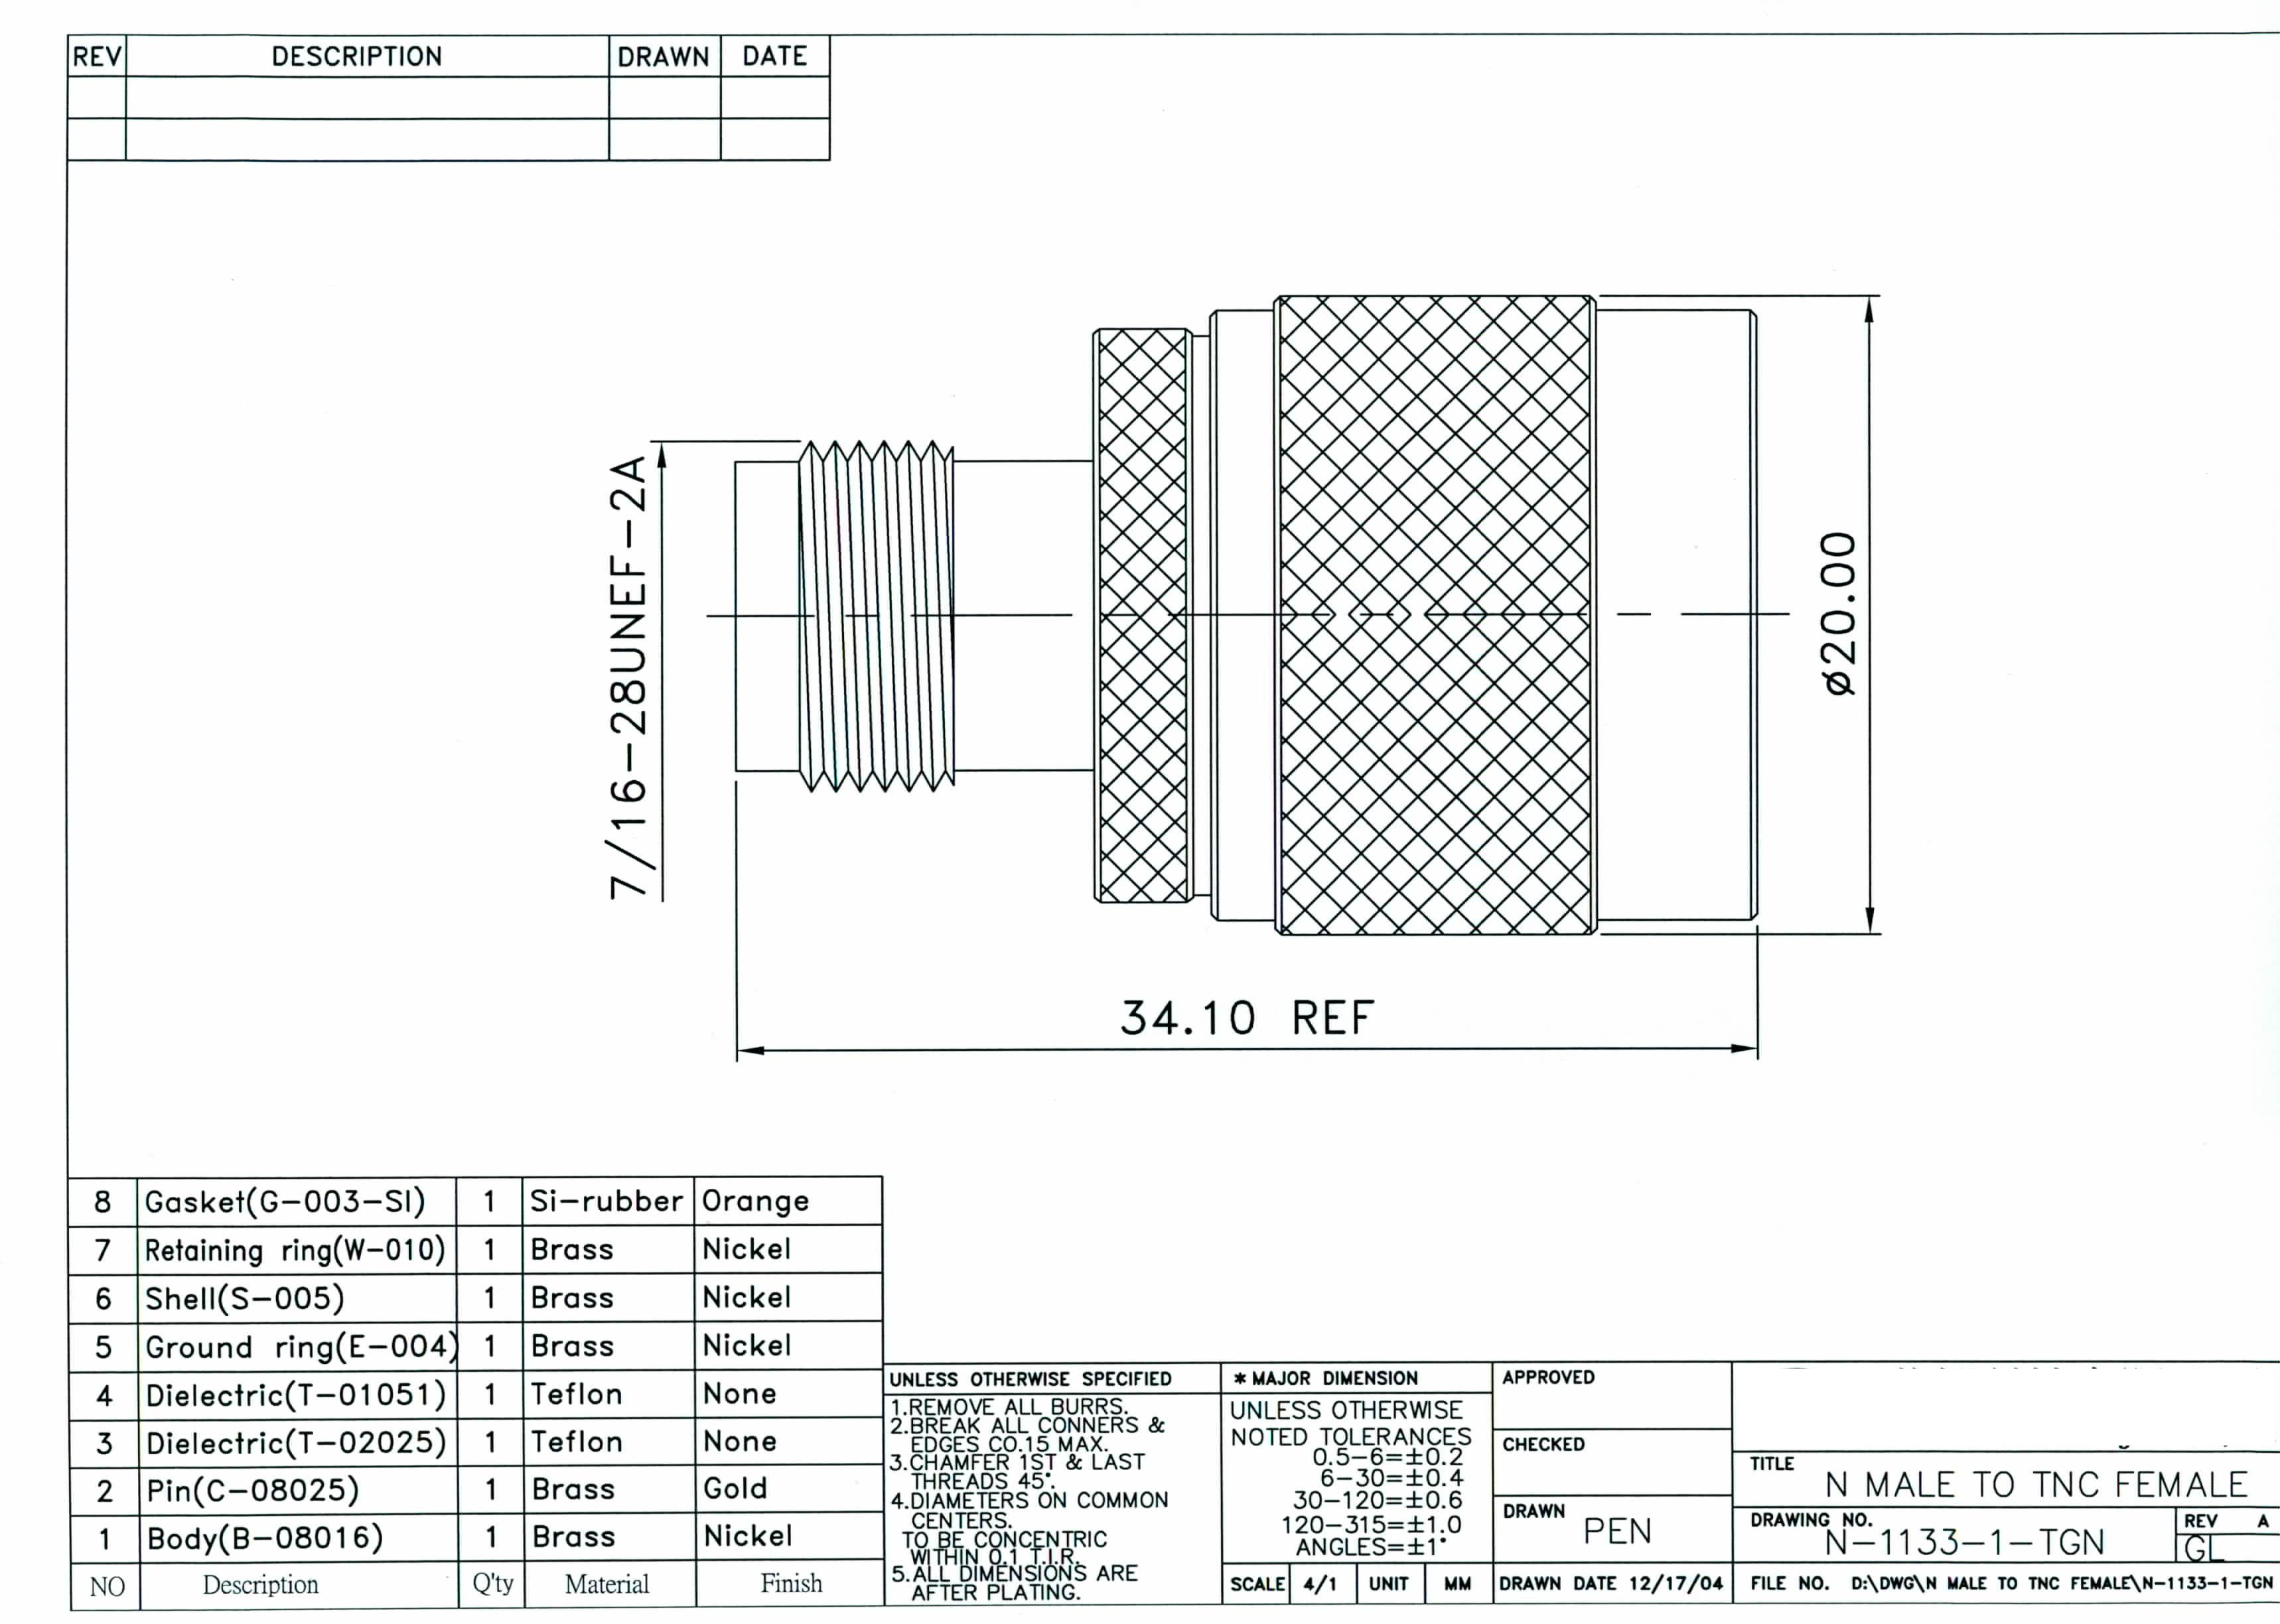 REV DESCRIPTION DRAWN DATE
7/16-28UNEF-2A
ø20.00
34.10 REF
8 Gasket(G-003-SI) 1 Si-rubber Orange
7 Retaining ring(W-010) 1 Brass Nickel
6 Shell(S-005) 1 Brass Nickel
5 Ground ring(E-004) 1 Brass Nickel
4 Dielectric(T-01051) 1 Teflon None
3 Dielectric(T-02025) 1 Teflon None
2 Pin(C-08025) 1 Brass Gold
1 Body(B-08016) 1 Brass Nickel
NO Description Q'ty Material Finish
UNLESS OTHERWISE SPECIFIED
1.REMOVE ALL BURRS.
2.BREAK ALL CONNERS &
EDGES CO.15 MAX.
3.CHAMFER 1ST & LAST
THREADS 45°.
4.DIAMETERS ON COMMON
CENTERS.
TO BE CONCENTRIC
WITHIN 0.1 T.I.R.
5.ALL DIMENSIONS ARE
AFTER PLATING.
* MAJOR DIMENSION
UNLESS OTHERWISE
NOTED TOLERANCES
0.5-6=±0.2
6-30=±0.4
30-120=±0.6
120-315=±1.0
ANGLES=±1°
SCALE 4/1 UNIT MM
APPROVED
CHECKED
DRAWN PEN
DRAWN DATE 12/17/04
TITLE
N MALE TO TNC FEMALE
DRAWING NO.
N-1133-1-TGN
REV A
GL
FILE NO. D:\DWG\N MALE TO TNC FEMALE\N-1133-1-TGN